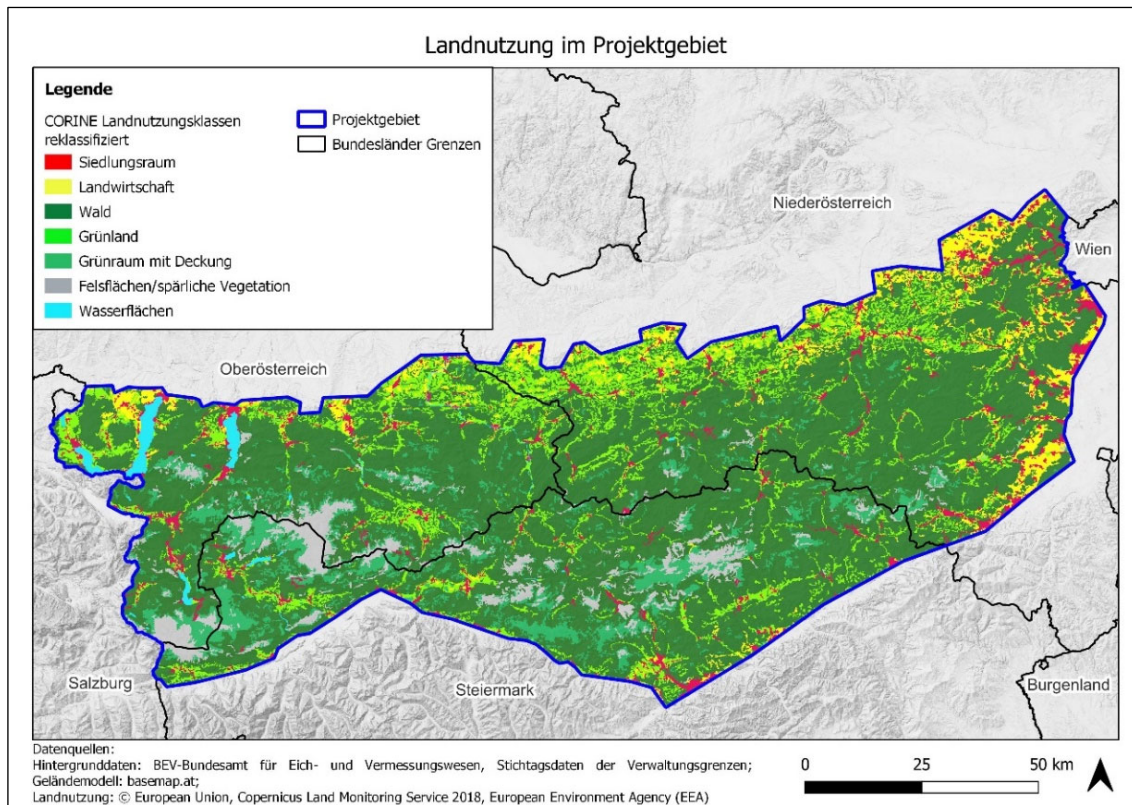 Landnutzung im Projektgebiet
Legende
CORINE Landnutzungsklassen
reklassifiziert
Siedlungsraum
Landwirtschaft
Wald
Grünland
Grünraum mit Deckung
Felsflächen/spärliche Vegetation
Wasserflächen
Projektgebiet
Bundesländer Grenzen
Niederösterreich
Wien
Oberösterreich
Salzburg
Steiermark
Burgenland
Datenquellen:
Hintergrunddaten: BEV-Bundesamt für Eich- und Vermessungswesen, Stichtagsdaten der Verwaltungsgrenzen;
Geländemodell: basemap.at;
Landnutzung: © European Union, Copernicus Land Monitoring Service 2018, European Environment Agency (EEA)
0 25 50 km